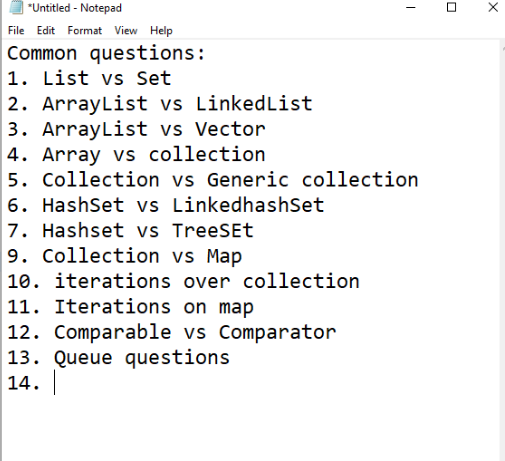 *Untitled - Notepad
File Edit Format View Help
Common questions:
1. List vs Set
2. ArrayList vs LinkedList
3. ArrayList vs Vector
4. Array vs collection
5. Collection vs Generic collection
6. HashSet vs LinkedhashSet
7. Hashset vs TreeSEt
9. Collection vs Map
10. iterations over collection
11. Iterations on map
12. Comparable vs Comparator
13. Queue questions
14.